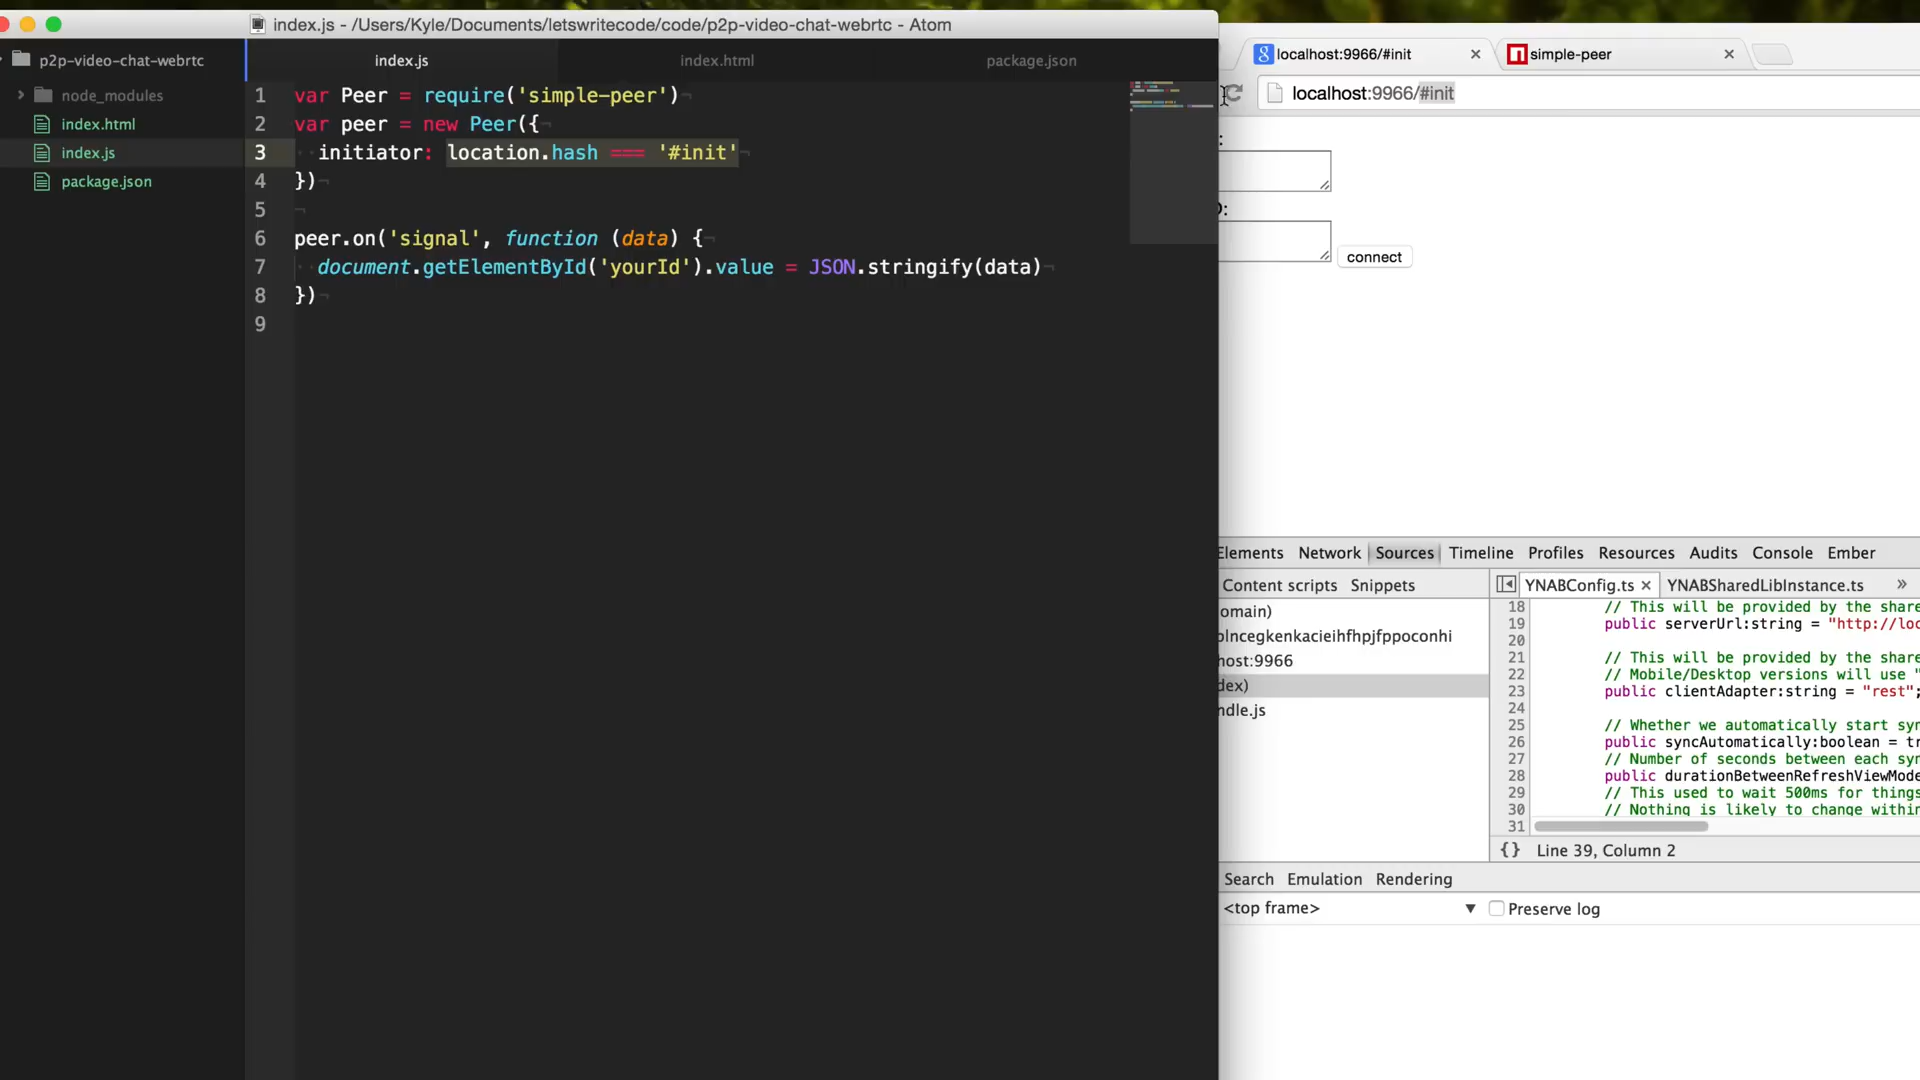 index.js - /Users/Kyle/Documents/letswritecode/code/p2p-video-chat-webrtc - Atom
p2p-video-chat-webrtc
node_modules
index.html
index.js
package.json
index.js
index.html
package.json
1 var Peer = require('simple-peer')
2 var peer = new Peer({
3 initiator: location.hash === '#init'
4 })
5
6 peer.on('signal', function (data) {
7 document.getElementById('yourId').value = JSON.stringify(data)
8 })
9
localhost:9966/#init
simple-peer
localhost:9966/#init
:
:
connect
Elements Network Sources Timeline Profiles Resources Audits Console Ember
Content scripts Snippets
omain)
olncegkenkacieihfhpjfppoconhi
host:9966
dex)
ndle.js
YNABConfig.ts × YNABSharedLibInstance.ts »
18 // This will be provided by the share
19 public serverUrl:string = "http://loc
20
21 // This will be provided by the share
22 // Mobile/Desktop versions will use "
23 public clientAdapter:string = "rest";
24
25 // Whether we automatically start syn
26 public syncAutomatically:boolean = tr
27 // Number of seconds between each syn
28 public durationBetweenRefreshViewMode
29 // This used to wait 500ms for things
30 // Nothing is likely to change within
31
{} Line 39, Column 2
Search Emulation Rendering
<top frame> ▼ Preserve log